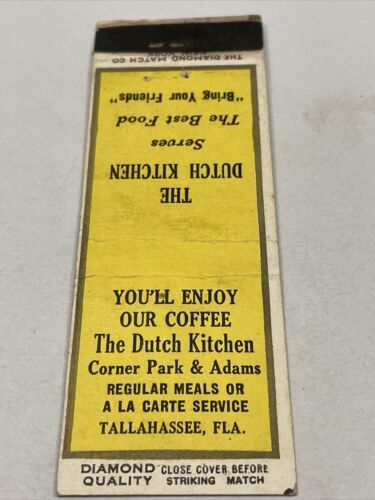 THE DIAMOND MATCH CO
THE
DUTCH KITCHEN
Serves
The Best Food
"Bring Your Friends"
YOU'LL ENJOY
OUR COFFEE
The Dutch Kitchen
Corner Park & Adams
REGULAR MEALS OR
A LA CARTE SERVICE
TALLAHASSEE, FLA.
DIAMOND CLOSE COVER BEFORE
QUALITY STRIKING MATCH